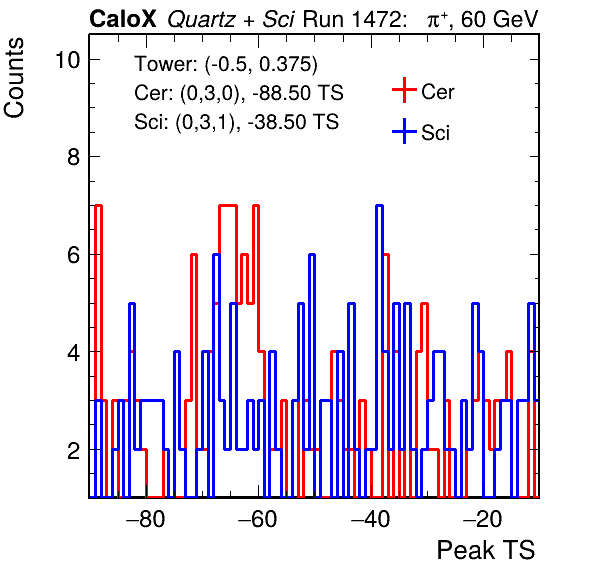 CaloX Quartz + Sci Run 1472: π⁺, 60 GeV
Counts
Tower: (-0.5, 0.375)
Cer: (0,3,0), -88.50 TS
Sci: (0,3,1), -38.50 TS
Cer
Sci
10
8
6
4
2
−80 −60 −40 −20
Peak TS